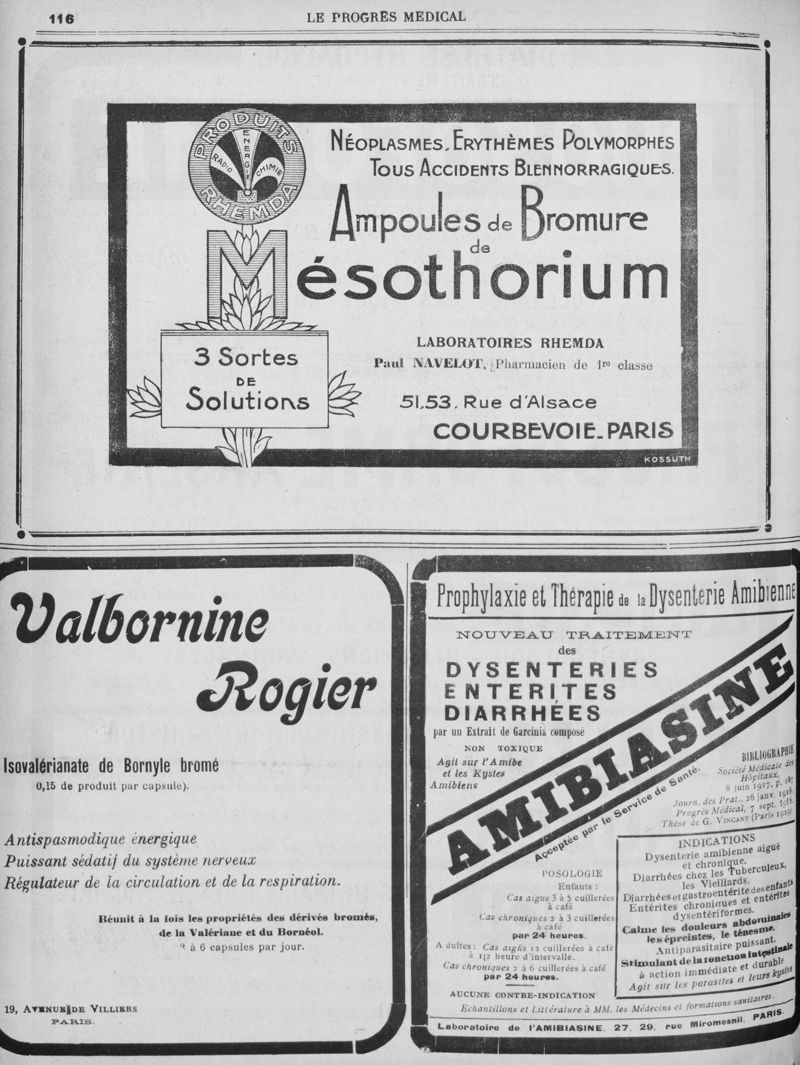 116
LE PROGRÈS MEDICAL
PRODUITS
ENERGIE
RADIO
CHIMIE
RHEMDA
NÉOPLASMES, ERYTHÈMES POLYMORPHES
TOUS ACCIDENTS BLENNORRAGIQUES.
Ampoules de Bromure
de
Mésothorium
3 Sortes
DE
Solutions
LABORATOIRES RHEMDA
Paul NAVELOT, Pharmacien de 1re classe
51.53, Rue d'Alsace
COURBEVOIE_PARIS
KOSSUTH
Valbornine
Rogier
Isovalérianate de Bornyle bromé
0,15 de produit par capsule).
Antispasmodique énergique
Puissant sédatif du système nerveux
Régulateur de la circulation et de la respiration.
Réunit à la fois les propriétés des dérivés bromés,
de la Valériane et du Bornéol.
à 6 capsules par jour.
19, AVENUE DE VILLIERS
PARIS.
Prophylaxie et Thérapie de la Dysenterie Amibienne
NOUVEAU TRAITEMENT
des
DYSENTERIES
ENTERITES
DIARRHÉES
par un Extrait de Garcinia composé
NON TOXIQUE
Agit sur l'Amibe
et les Kystes
Amibiens
AMIBIASINE
Acceptée par le Service de Santé.
BIBLIOGRAPHIE
Société Médicale des
Hôpitaux,
8 juin 1917, p. 187
Journ. des Prat., 26 janv. 1918.
Progrès Médical, 7 sept. 1918.
Thèse de G. VINCANT (Paris 1919)
POSOLOGIE
Enfants :
Cas aigus 3 à 5 cuillerées
à café
Cas chroniques 2 à 3 cuillerées
à café
par 24 heures.
Adultes : Cas aigüs 12 cuillerées à café
à 1/2 heure d'intervalle.
Cas chroniques 2 à 6 cuillerées à café
par 24 heures.
AUCUNE CONTRE-INDICATION
INDICATIONS
Dysenterie amibienne aiguë
et chronique.
Diarrhées chez les Tuberculeux,
les Vieillards.
Diarrhées et gastroentérite des enfants
Entérites chroniques et entérites
dysentériformes.
Calme les douleurs abdominales
les épreintes, le ténesme.
Antiparasitaire puissant.
Stimulant de la fonction intestinale
à action immédiate et durable
Agit sur les parasites et leurs kystes
Echantillons et Littérature à MM. les Médecins et formations sanitaires.
Laboratoire de l'AMIBIASINE, 27, 29, rue Miromesnil, PARIS.